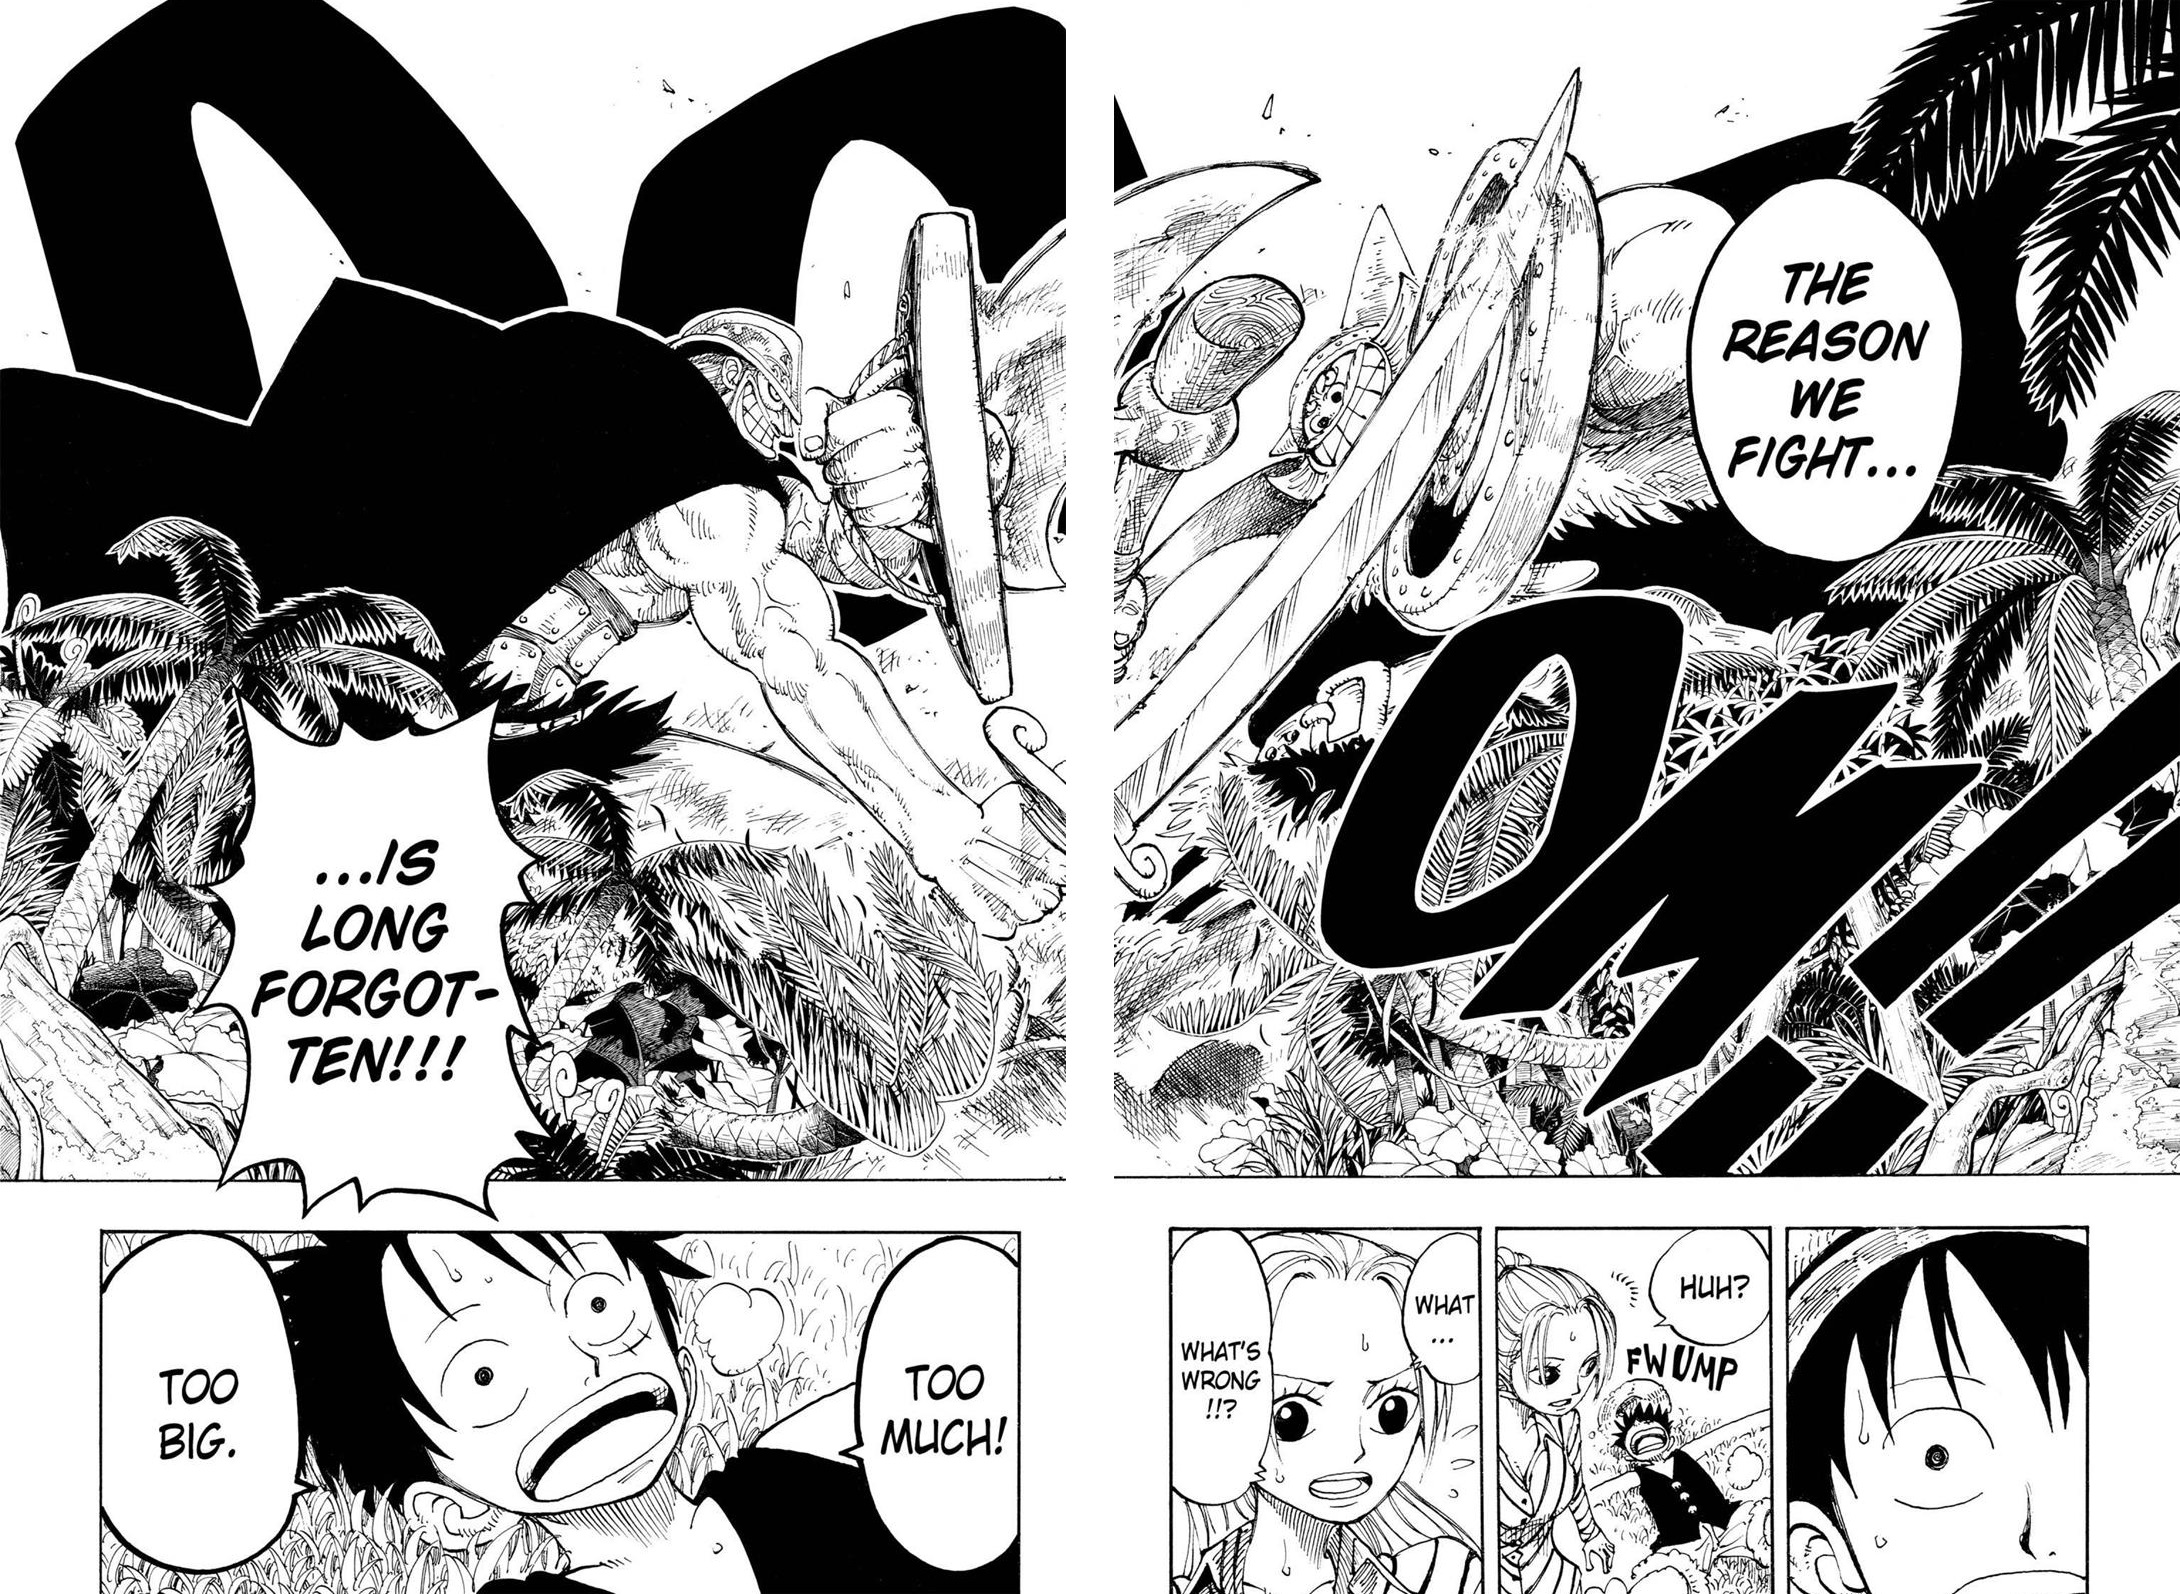 THE
REASON
WE
FIGHT...
...IS
LONG
FORGOT-
TEN!!!
HUH?
FWUMP
WHAT
...
WHAT'S
WRONG
!!?
TOO
MUCH!
TOO
BIG.